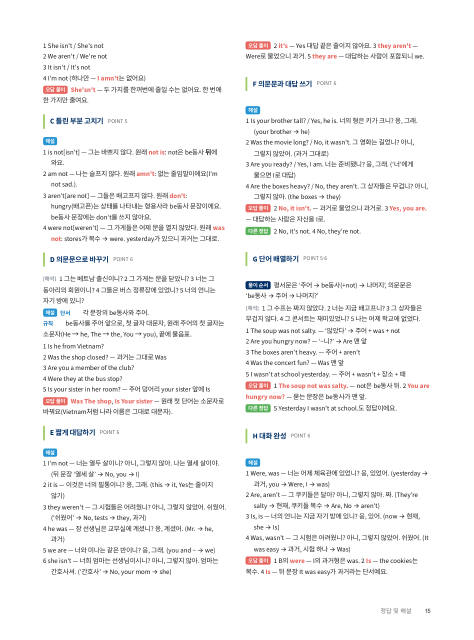 1 She isn't / She's not
2 We aren't / We're not
3 It isn't / It's not
4 I'm not (하나만 — I amn't는 없어요)
오답 풀이 She'sn't — 두 가지를 한꺼번에 줄일 수는 없어요. 한 번에
한 가지만 줄여요.
C 틀린 부분 고치기 POINT 5
해설
1 is not[isn't] — 그는 바쁘지 않다. 원래 not is: not은 be동사 뒤에
와요.
2 am not — 나는 슬프지 않다. 원래 amn't: 없는 줄임말이에요(I'm
not sad.).
3 aren't[are not] — 그들은 배고프지 않다. 원래 don't:
hungry(배고픈)는 상태를 나타내는 형용사라 be동사 문장이에요.
be동사 문장에는 don't를 쓰지 않아요.
4 were not[weren't] — 그 가게들은 어제 문을 열지 않았다. 원래 was
not: stores가 복수 → were. yesterday가 있으니 과거는 그대로.
D 의문문으로 바꾸기 POINT 6
[해석] 1 그는 베트남 출신이니? 2 그 가게는 문을 닫았니? 3 너는 그
동아리의 회원이니? 4 그들은 버스 정류장에 있었니? 5 너의 언니는
자기 방에 있니?
해설 단서 각 문장의 be동사와 주어.
규칙 be동사를 주어 앞으로, 첫 글자 대문자, 원래 주어의 첫 글자는
소문자(He → he, The → the, You → you), 끝에 물음표.
1 Is he from Vietnam?
2 Was the shop closed? — 과거는 그대로 Was
3 Are you a member of the club?
4 Were they at the bus stop?
5 Is your sister in her room? — 주어 덩어리 your sister 앞에 Is
오답 풀이 Was The shop, Is Your sister — 원래 첫 단어는 소문자로
바꿔요(Vietnam처럼 나라 이름은 그대로 대문자).
E 짧게 대답하기 POINT 5
해설
1 I'm not — 너는 열두 살이니? 아니, 그렇지 않아. 나는 열세 살이야.
(뒤 문장 '열세 살' → No, you → I)
2 it is — 이것은 너의 필통이니? 응, 그래. (this → it, Yes는 줄이지
않기)
3 they weren't — 그 시험들은 어려웠니? 아니, 그렇지 않았어. 쉬웠어.
('쉬웠어' → No, tests → they, 과거)
4 he was — 장 선생님은 교무실에 계셨니? 응, 계셨어. (Mr. → he,
과거)
5 we are — 너와 미나는 같은 반이니? 응, 그래. (you and ~ → we)
6 she isn't — 너희 엄마는 선생님이시니? 아니, 그렇지 않아. 엄마는
간호사셔. ('간호사' → No, your mom → she)
오답 풀이 2 it's — Yes 대답 끝은 줄이지 않아요. 3 they aren't —
Were로 물었으니 과거. 5 they are — 대답하는 사람이 포함되니 we.
F 의문문과 대답 쓰기 POINT 6
해설
1 Is your brother tall? / Yes, he is. 너의 형은 키가 크니? 응, 그래.
(your brother → he)
2 Was the movie long? / No, it wasn't. 그 영화는 길었니? 아니,
그렇지 않았어. (과거 그대로)
3 Are you ready? / Yes, I am. 너는 준비됐니? 응, 그래. ('너'에게
물으면 I로 대답)
4 Are the boxes heavy? / No, they aren't. 그 상자들은 무겁니? 아니,
그렇지 않아. (the boxes → they)
오답 풀이 2 No, it isn't. — 과거로 물었으니 과거로. 3 Yes, you are.
— 대답하는 사람은 자신을 I로.
다른 정답 2 No, it's not. 4 No, they're not.
G 단어 배열하기 POINT 5·6
풀이 순서 평서문은 '주어 → be동사(+not) → 나머지', 의문문은
'be동사 → 주어 → 나머지?'
[해석] 1 그 수프는 짜지 않았다. 2 너는 지금 배고프니? 3 그 상자들은
무겁지 않다. 4 그 콘서트는 재미있었니? 5 나는 어제 학교에 없었다.
1 The soup was not salty. — '않았다' → 주어 + was + not
2 Are you hungry now? — '~니?' → Are 맨 앞
3 The boxes aren't heavy. — 주어 + aren't
4 Was the concert fun? — Was 맨 앞
5 I wasn't at school yesterday. — 주어 + wasn't + 장소 + 때
오답 풀이 1 The soup not was salty. — not은 be동사 뒤. 2 You are
hungry now? — 묻는 문장은 be동사가 맨 앞.
다른 정답 5 Yesterday I wasn't at school.도 정답이에요.
H 대화 완성 POINT 6
해설
1 Were, was — 너는 어제 체육관에 있었니? 응, 있었어. (yesterday →
과거, you → Were, I → was)
2 Are, aren't — 그 쿠키들은 달아? 아니, 그렇지 않아. 짜. (They're
salty → 현재, 쿠키들 복수 → Are, No → aren't)
3 Is, is — 너의 언니는 지금 자기 방에 있니? 응, 있어. (now → 현재,
she → Is)
4 Was, wasn't — 그 시험은 어려웠니? 아니, 그렇지 않았어. 쉬웠어. (It
was easy → 과거, 시험 하나 → Was)
오답 풀이 1 B의 were — I의 과거형은 was. 2 Is — the cookies는
복수. 4 Is — 뒤 문장 It was easy가 과거라는 단서예요.
정답 및 해설 15